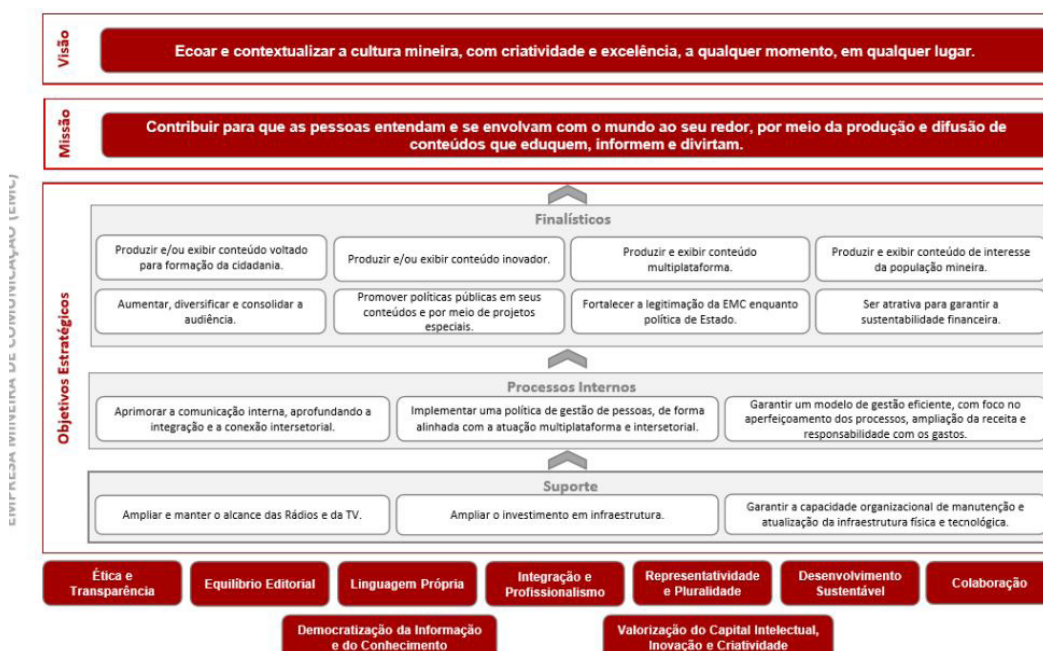 EMPRESA MINEIRA DE COMUNICAÇÃO (EMC)
Visão
Ecoar e contextualizar a cultura mineira, com criatividade e excelência, a qualquer momento, em qualquer lugar.
Missão
Contribuir para que as pessoas entendam e se envolvam com o mundo ao seu redor, por meio da produção e difusão de
conteúdos que eduquem, informem e divirtam.
Objetivos Estratégicos
Finalísticos
Produzir e/ou exibir conteúdo voltado
para formação da cidadania.
Produzir e/ou exibir conteúdo inovador.
Produzir e exibir conteúdo
multiplataforma.
Produzir e exibir conteúdo de interesse
da população mineira.
Aumentar, diversificar e consolidar a
audiência.
Promover políticas públicas em seus
conteúdos e por meio de projetos
especiais.
Fortalecer a legitimação da EMC enquanto
política de Estado.
Ser atrativa para garantir a
sustentabilidade financeira.
Processos Internos
Aprimorar a comunicação interna, aprofundando a
integração e a conexão intersetorial.
Implementar uma política de gestão de pessoas, de forma
alinhada com a atuação multiplataforma e intersetorial.
Garantir um modelo de gestão eficiente, com foco no
aperfeiçoamento dos processos, ampliação da receita e
responsabilidade com os gastos.
Suporte
Ampliar e manter o alcance das Rádios e da TV.
Ampliar o investimento em infraestrutura.
Garantir a capacidade organizacional de manutenção e
atualização da infraestrutura física e tecnológica.
Ética e
Transparência
Equilíbrio Editorial
Linguagem Própria
Integração e
Profissionalismo
Representatividade
e Pluralidade
Desenvolvimento
Sustentável
Colaboração
Democratização da Informação
e do Conhecimento
Valorização do Capital Intelectual,
Inovação e Criatividade